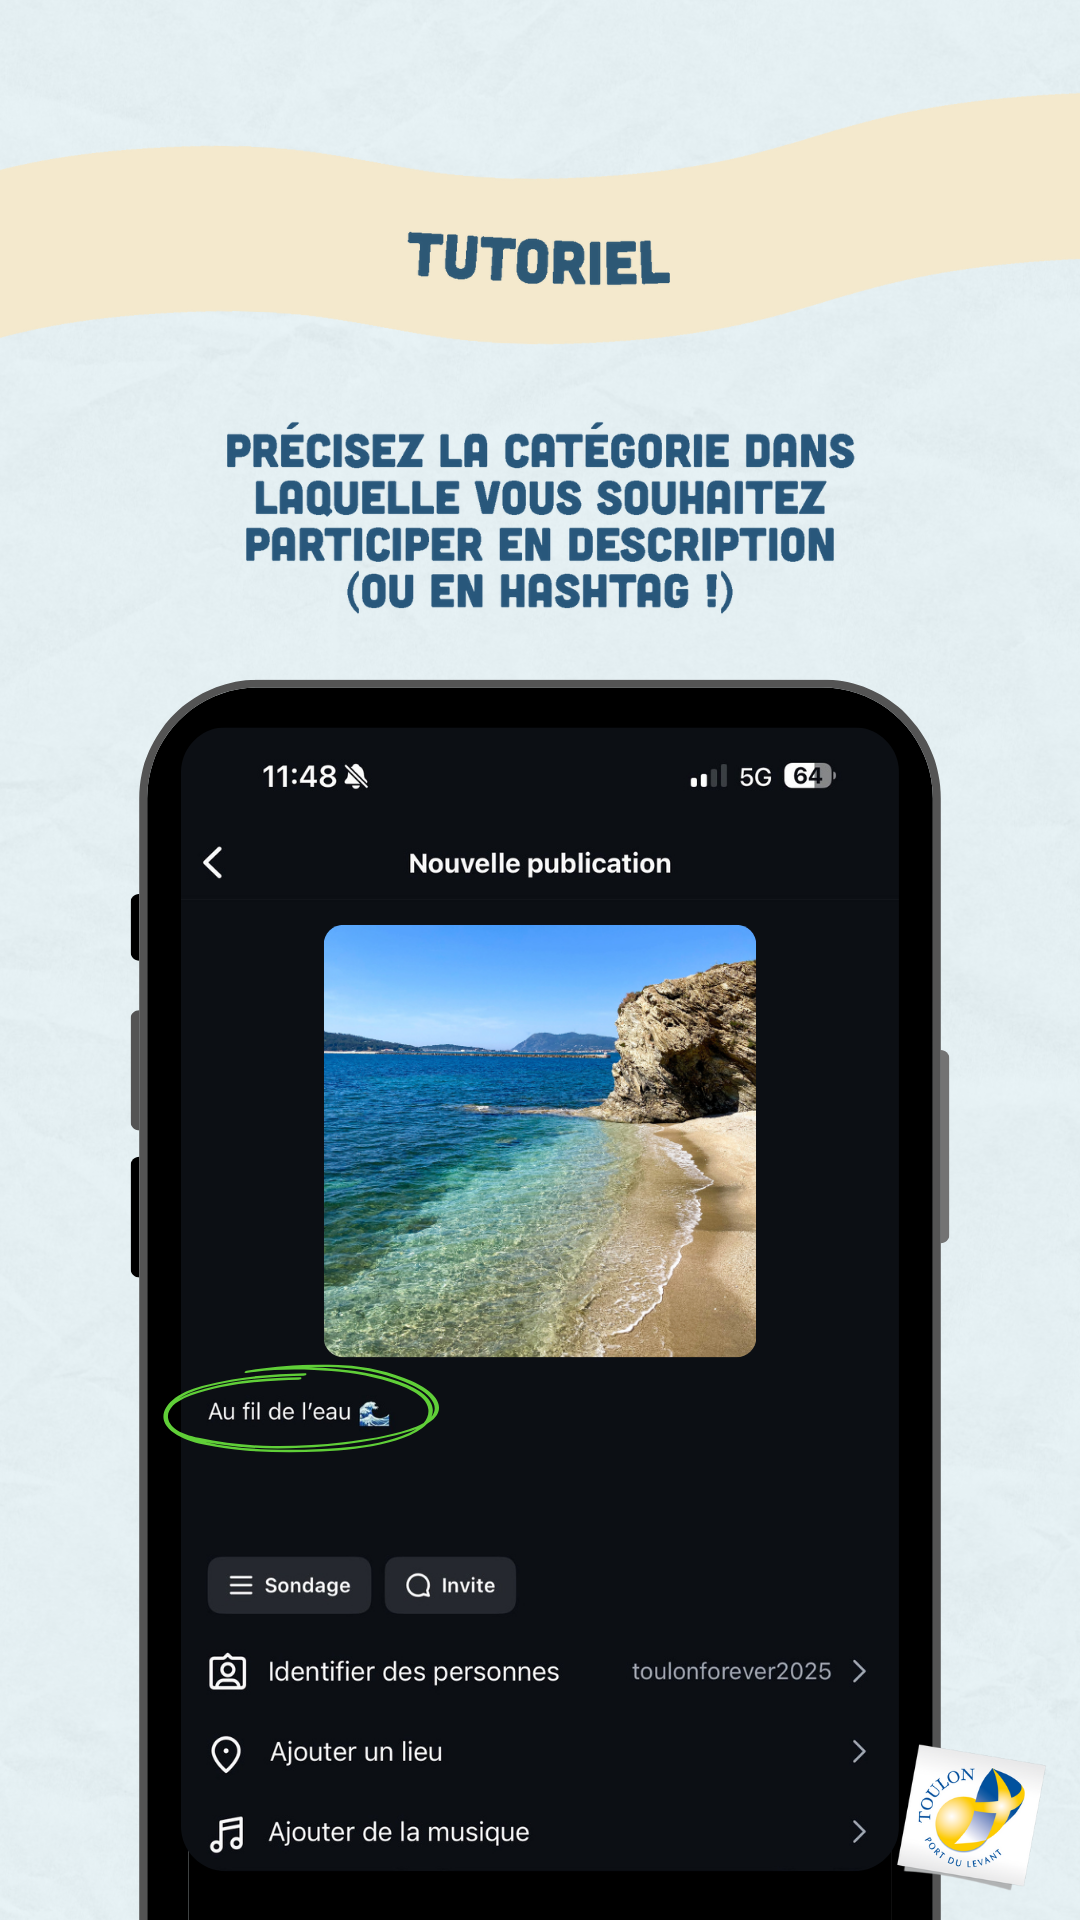 TUTORIEL
PRÉCISEZ LA CATÉGORIE DANS
LAQUELLE VOUS SOUHAITEZ
PARTICIPER EN DESCRIPTION
(OU EN HASHTAG !)
11:48 5G 64
Nouvelle publication
Au fil de l'eau 🌊
Sondage Invite
Identifier des personnes toulonforever2025
Ajouter un lieu
Ajouter de la musique
TOULON
PORT DU LEVANT